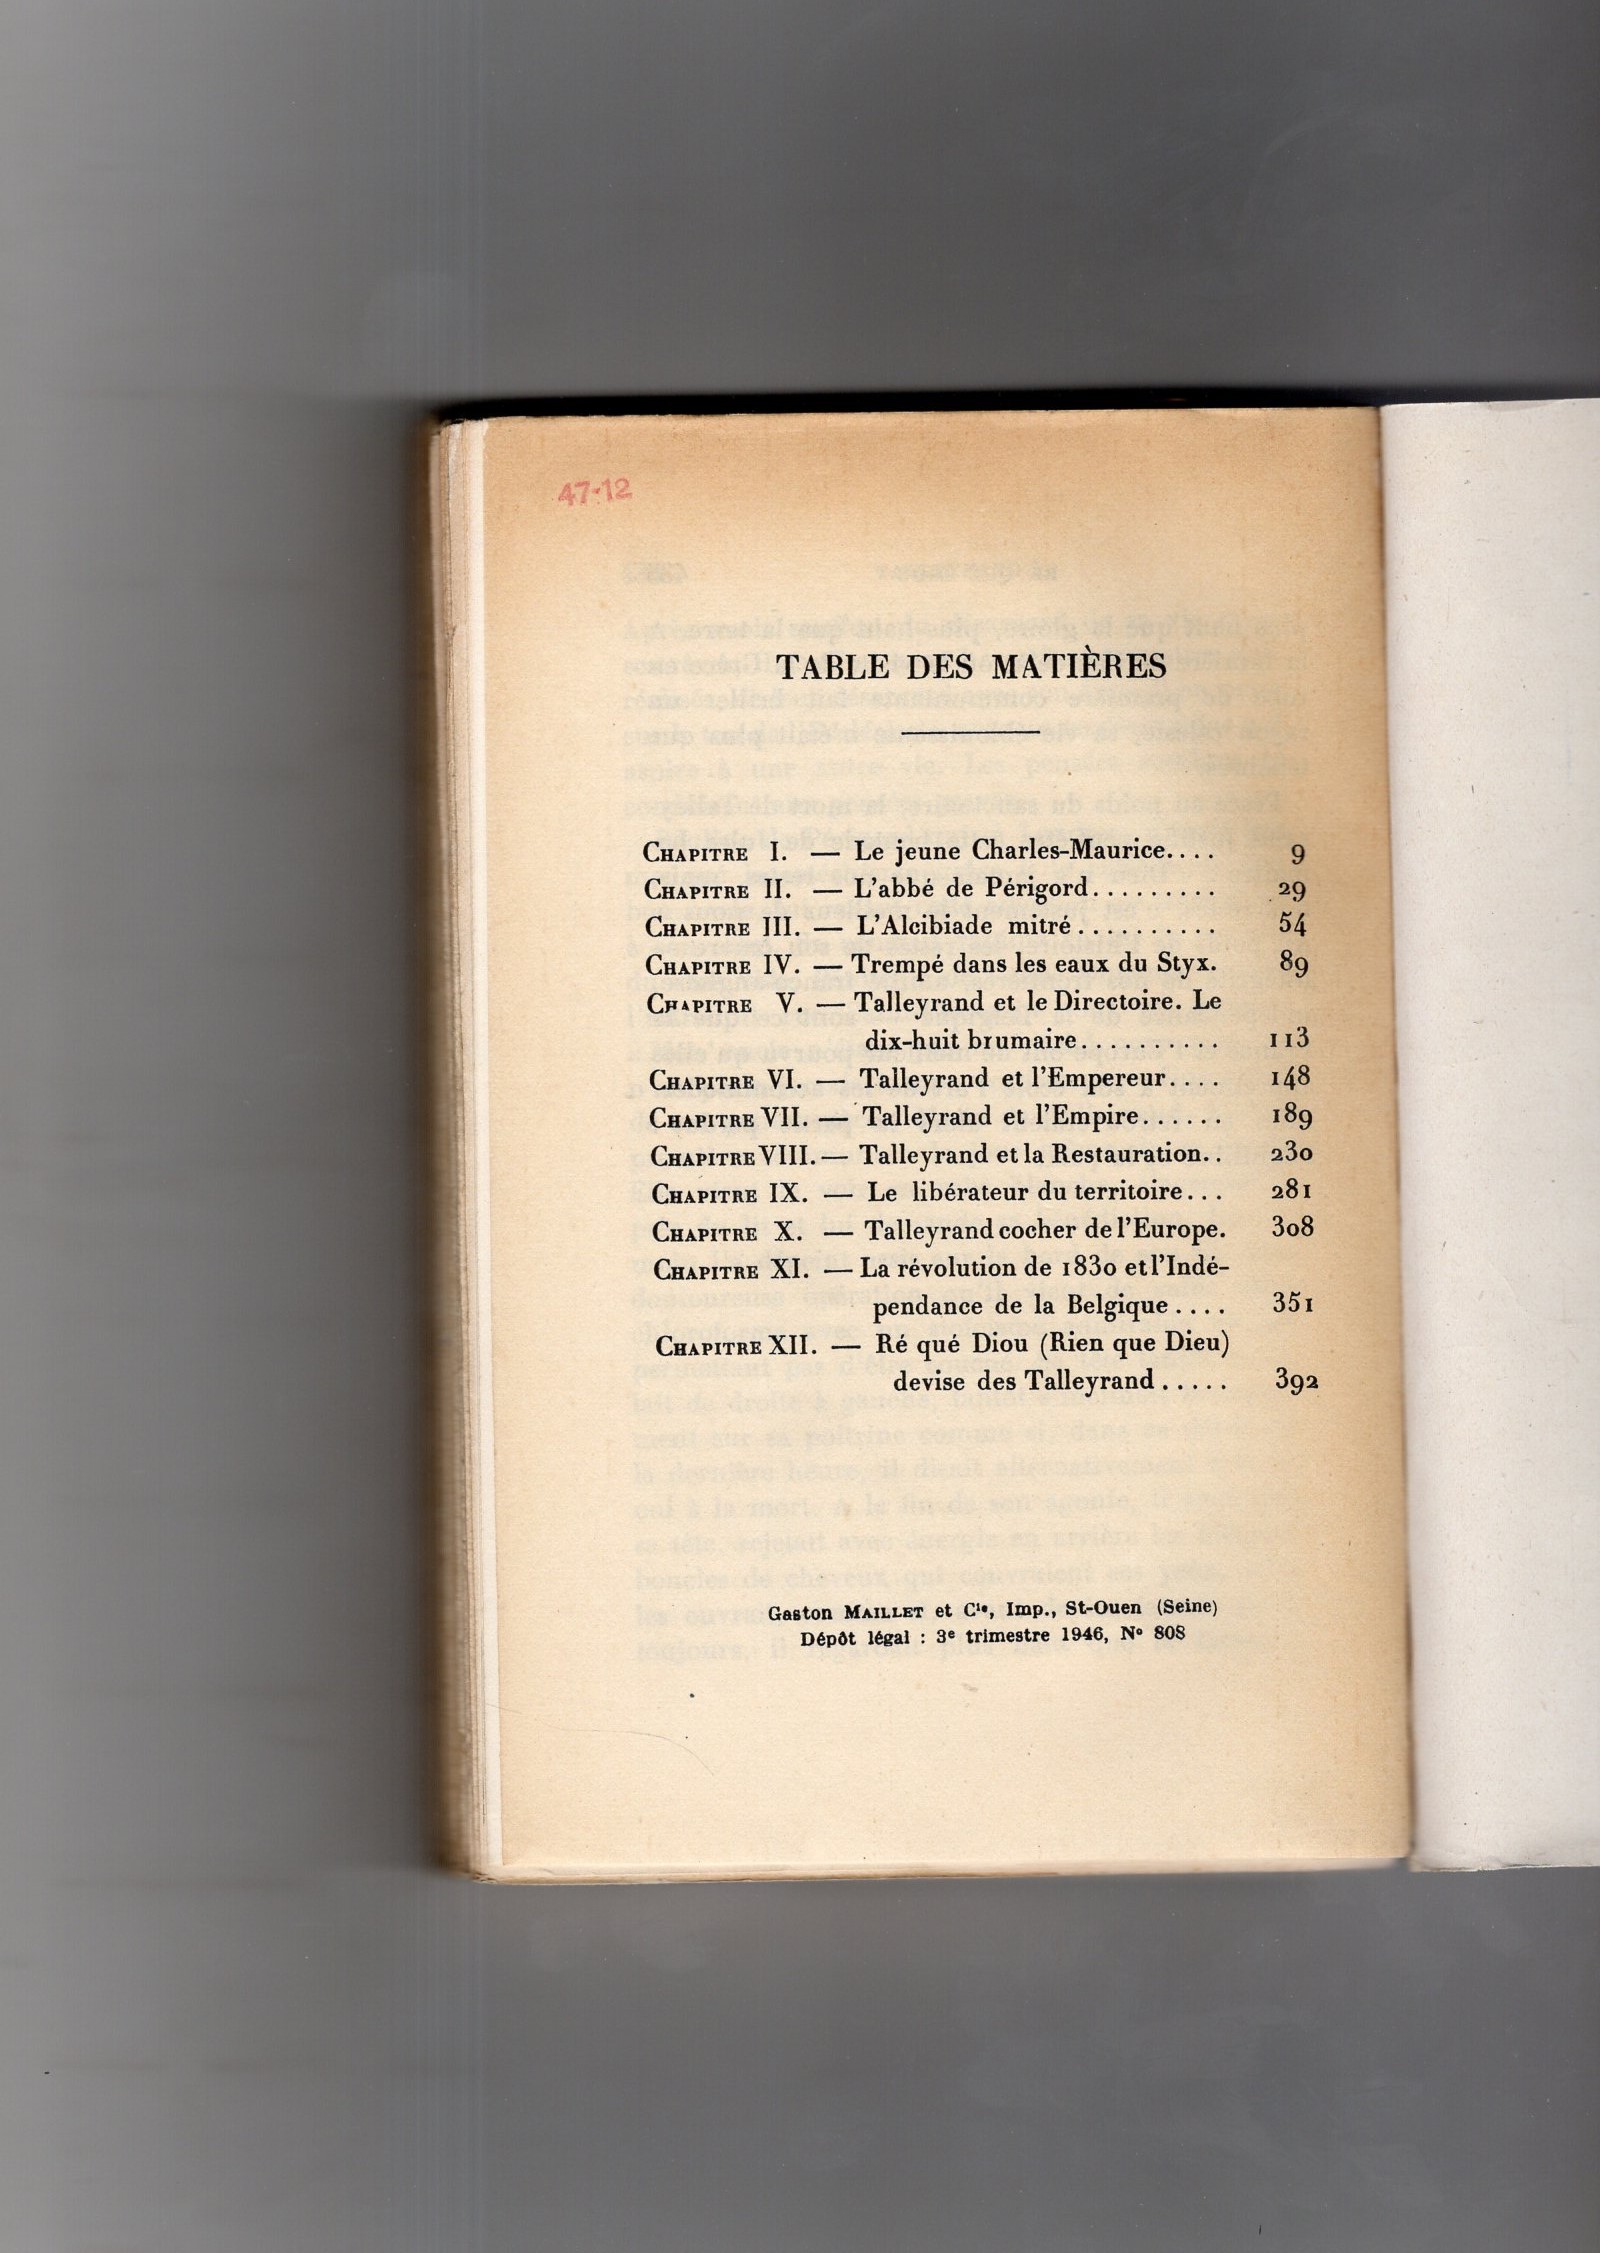 47-12
TABLE DES MATIÈRES
CHAPITRE I. — Le jeune Charles-Maurice.... 9
CHAPITRE II. — L'abbé de Périgord......... 29
CHAPITRE III. — L'Alcibiade mitré.......... 54
CHAPITRE IV. — Trempé dans les eaux du Styx. 89
CHAPITRE V. — Talleyrand et le Directoire. Le
dix-huit brumaire.......... 113
CHAPITRE VI. — Talleyrand et l'Empereur.... 148
CHAPITRE VII. — Talleyrand et l'Empire...... 189
CHAPITRE VIII. — Talleyrand et la Restauration.. 230
CHAPITRE IX. — Le libérateur du territoire... 281
CHAPITRE X. — Talleyrand cocher de l'Europe. 308
CHAPITRE XI. — La révolution de 1830 et l'Indé-
pendance de la Belgique.... 351
CHAPITRE XII. — Ré qué Diou (Rien que Dieu)
devise des Talleyrand..... 392
Gaston MAILLET et Cie, Imp., St-Ouen (Seine)
Dépôt légal : 3e trimestre 1946, No 808